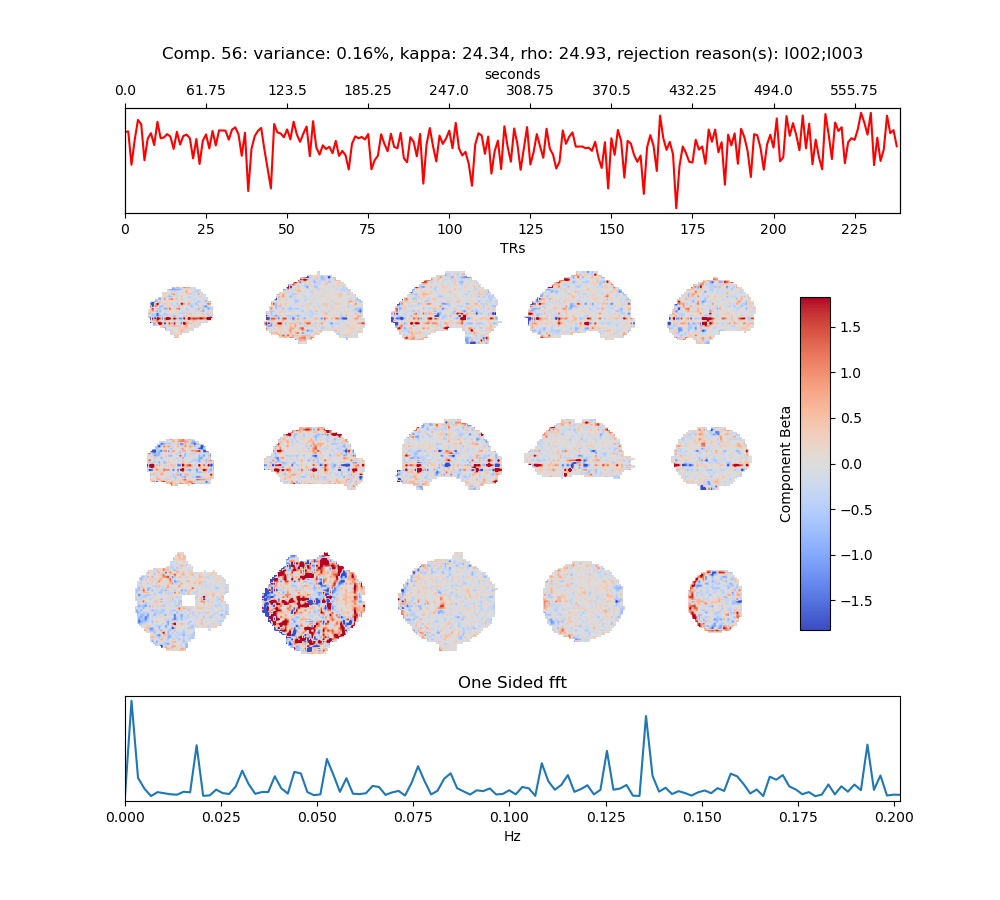 Comp. 56: variance: 0.16%, kappa: 24.34, rho: 24.93, rejection reason(s): I002;I003
seconds
0.0 61.75 123.5 185.25 247.0 308.75 370.5 432.25 494.0 555.75
0 25 50 75 100 125 150 175 200 225
TRs
Component Beta
1.5
1.0
0.5
0.0
−0.5
−1.0
−1.5
One Sided fft
0.000 0.025 0.050 0.075 0.100 0.125 0.150 0.175 0.200
Hz